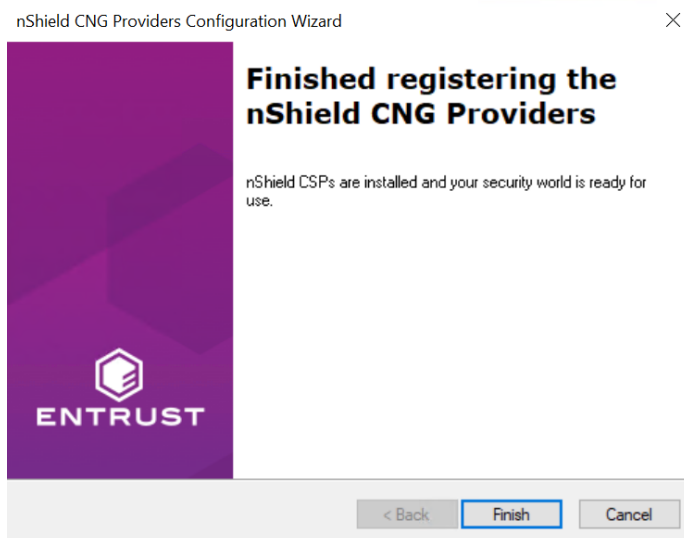 nShield CNG Providers Configuration Wizard
Finished registering the
nShield CNG Providers
nShield CSPs are installed and your security world is ready for
use.
ENTRUST
< Back
Finish
Cancel